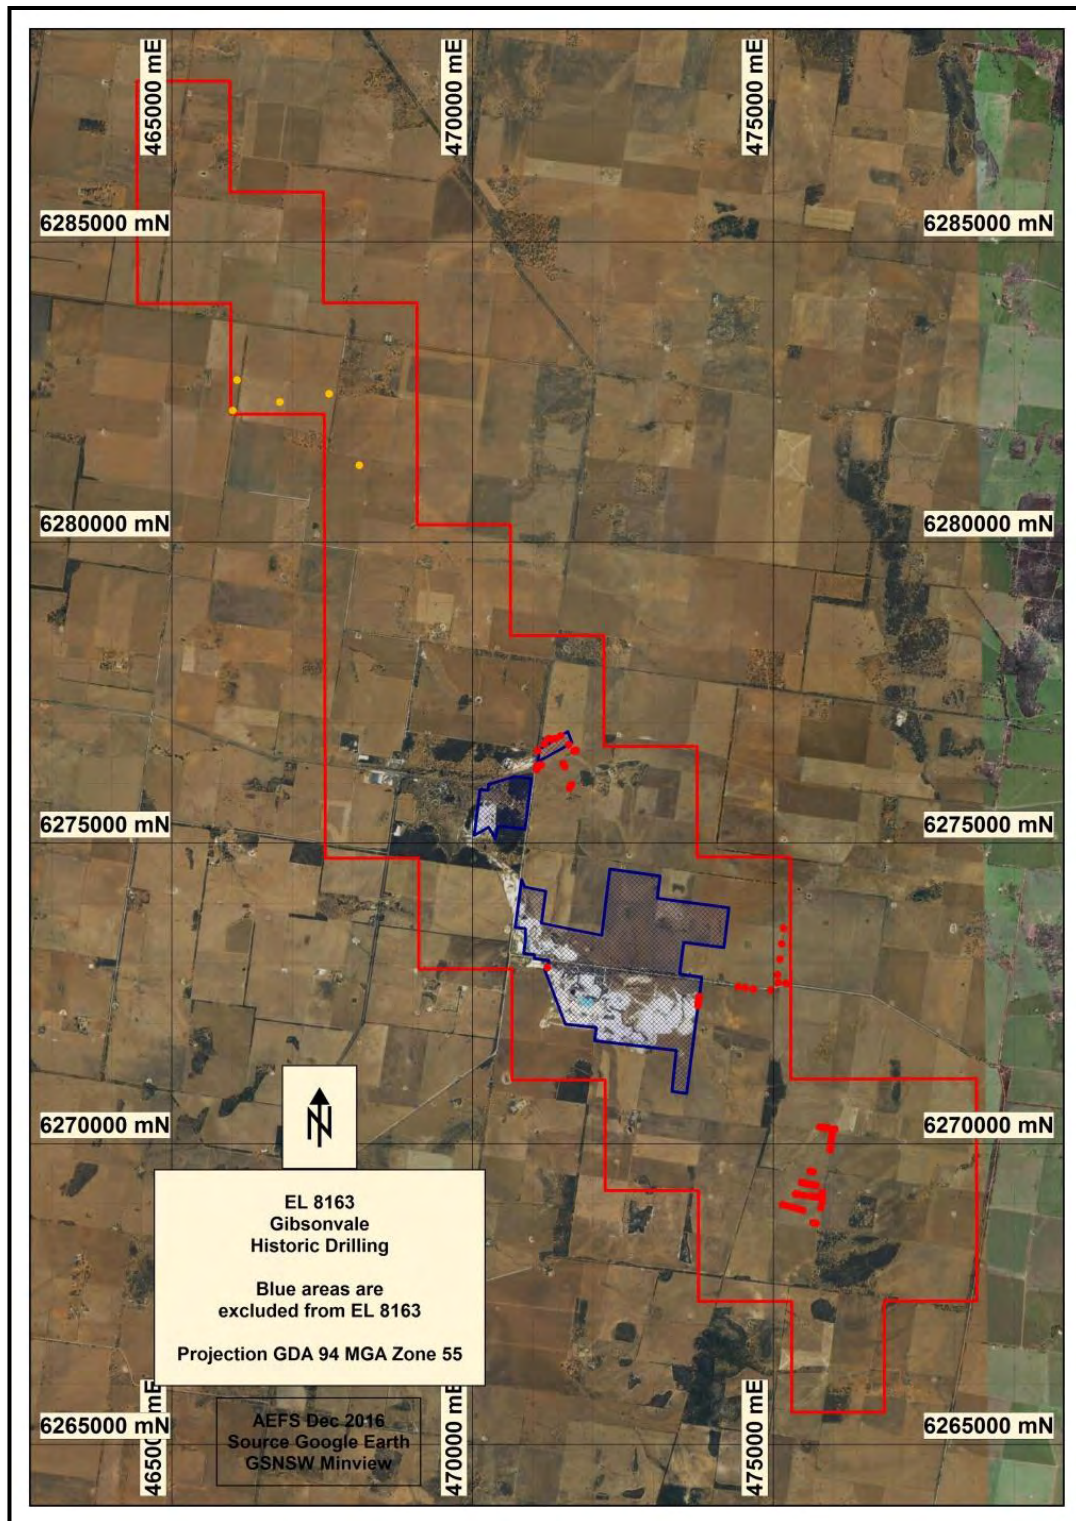 465000 mE
470000 mE
475000 mE
6285000 mN
6285000 mN
6280000 mN
6280000 mN
6275000 mN
6275000 mN
6270000 mN
6270000 mN
N
EL 8163
Gibsonvale
Historic Drilling
Blue areas are
excluded from EL 8163
Projection GDA 94 MGA Zone 55
6265000 mN
6265000 mN
AEFS Dec 2016
Source Google Earth
GSNSW Minview
465000 mE
470000 mE
475000 mE